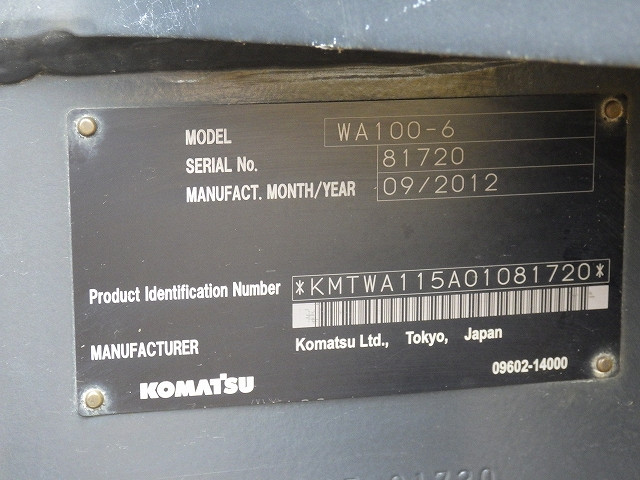 MODEL WA100-6
SERIAL No. 81720
MANUFACT. MONTH/YEAR 09/2012
Product Identification Number *KMTWA115A01081720*
MANUFACTURER Komatsu Ltd., Tokyo, Japan
KOMATSU 09602-14000